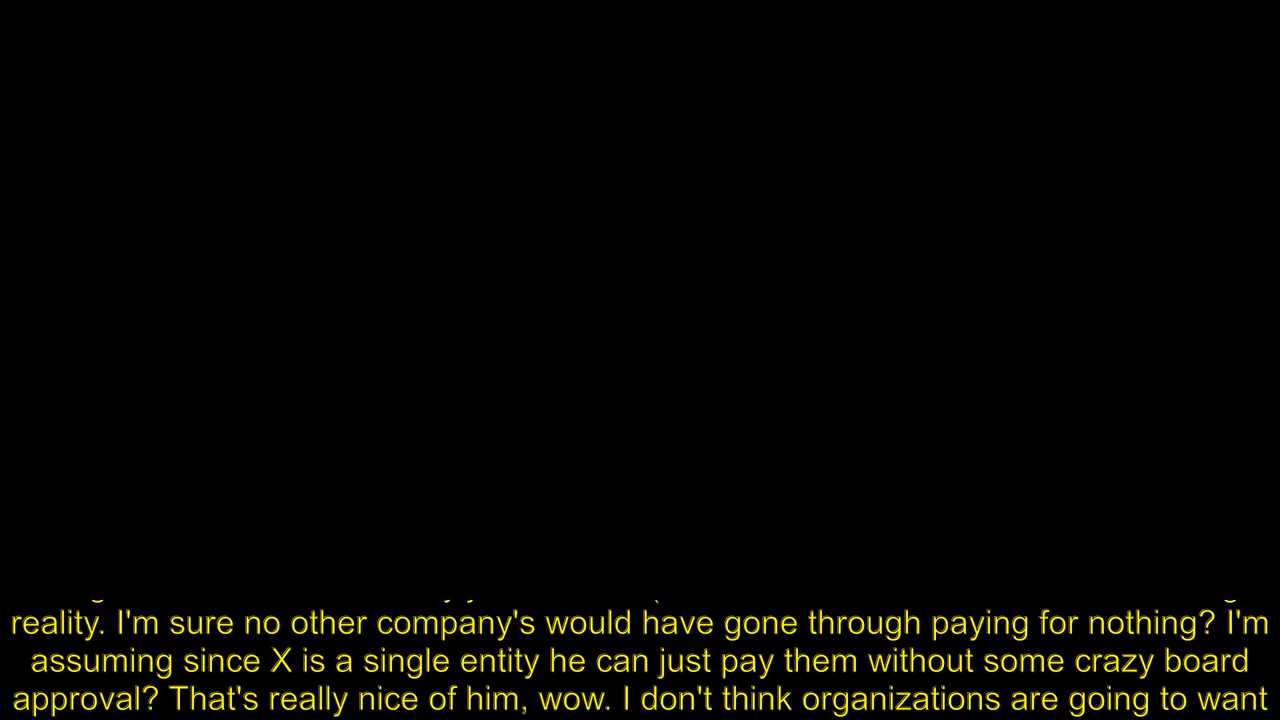 reality. I'm sure no other company's would have gone through paying for nothing? I'm
assuming since X is a single entity he can just pay them without some crazy board
approval? That's really nice of him, wow. I don't think organizations are going to want